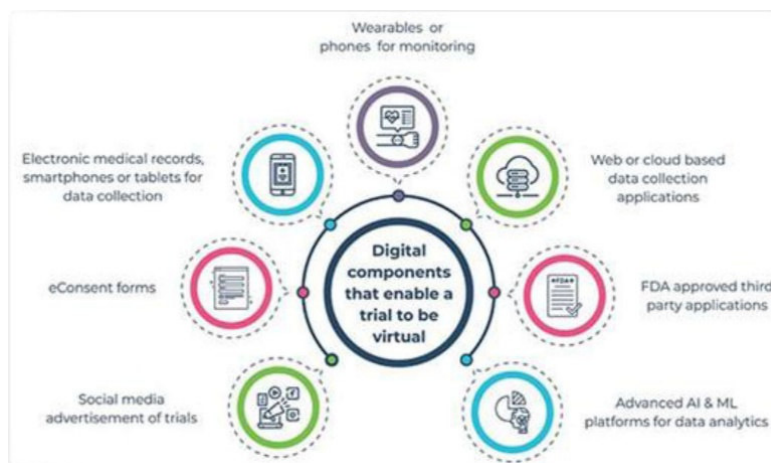 Wearables or
phones for monitoring
Electronic medical records,
smartphones or tablets for
data collection
Web or cloud based
data collection
applications
Digital
components
that enable a
trial to be
virtual
eConsent forms
FDA approved third
party applications
Social media
advertisement of trials
Advanced AI & ML
platforms for data analytics